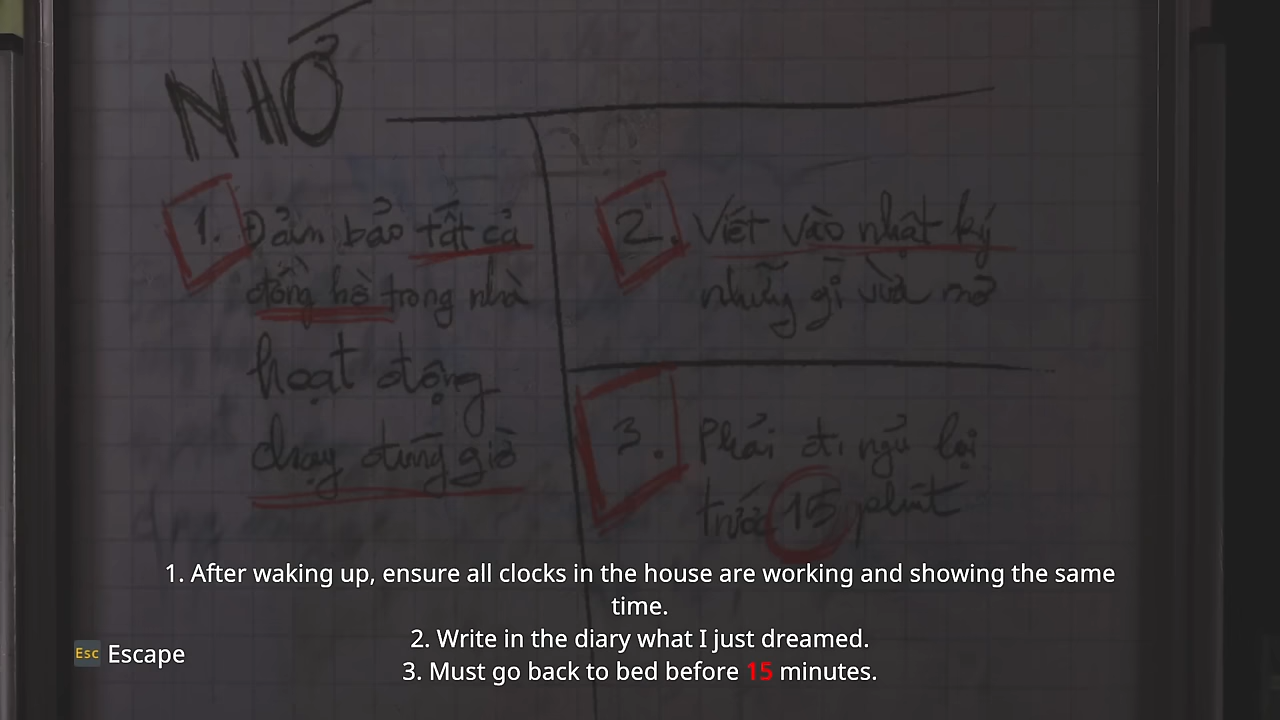 NHỚ
1. Đảm bảo tất cả
đồng hồ trong nhà
hoạt động
chạy đúng giờ
2. Viết vào nhật ký
những gì vừa mơ
3. Phải đi ngủ lại
trước 15 phút
1. After waking up, ensure all clocks in the house are working and showing the same
time.
2. Write in the diary what I just dreamed.
3. Must go back to bed before 15 minutes.
Esc Escape